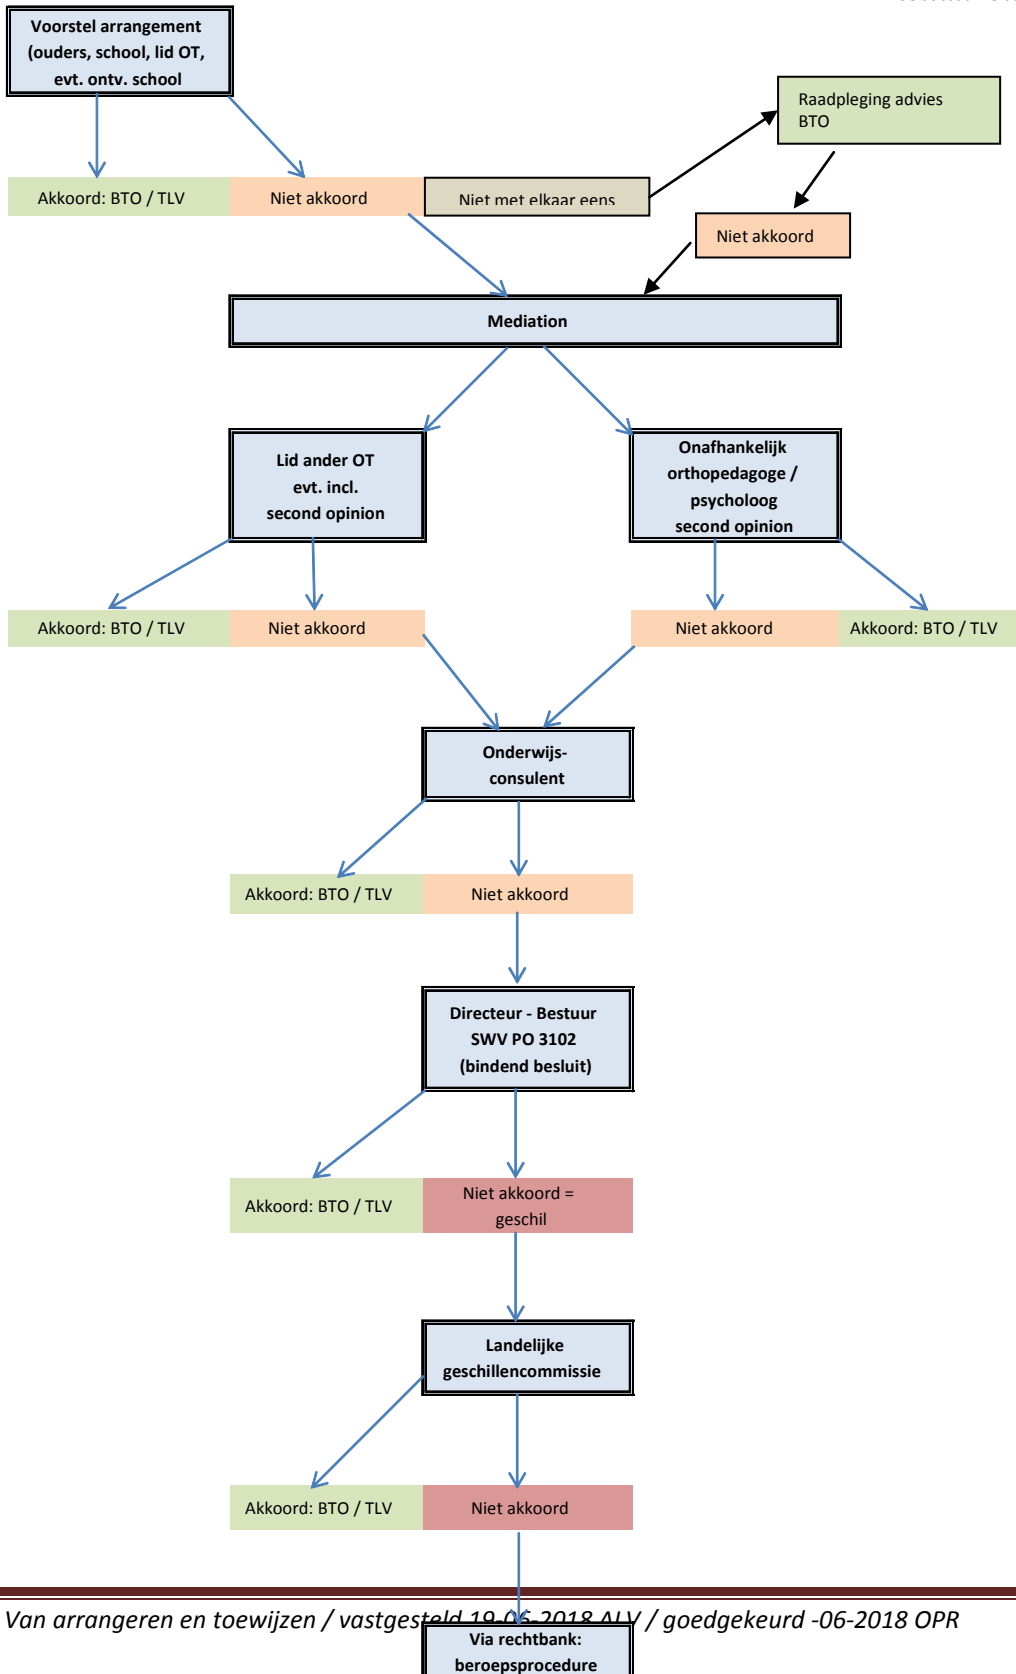 Voorstel arrangement
(ouders, school, lid OT,
evt. ontv. school
Raadpleging advies
BTO
Akkoord: BTO / TLV
Niet akkoord
Niet met elkaar eens
Niet akkoord
Mediation
Lid ander OT
evt. incl.
second opinion
Onafhankelijk
orthopedagoge /
psycholoog
second opinion
Akkoord: BTO / TLV
Niet akkoord
Niet akkoord
Akkoord: BTO / TLV
Onderwijs-
consulent
Akkoord: BTO / TLV
Niet akkoord
Directeur - Bestuur
SWV PO 3102
(bindend besluit)
Akkoord: BTO / TLV
Niet akkoord =
geschil
Landelijke
geschillencommissie
Akkoord: BTO / TLV
Niet akkoord
Van arrangeren en toewijzen / vastgesteld 19-06-2018 ALV / goedgekeurd -06-2018 OPR
Via rechtbank:
beroepsprocedure